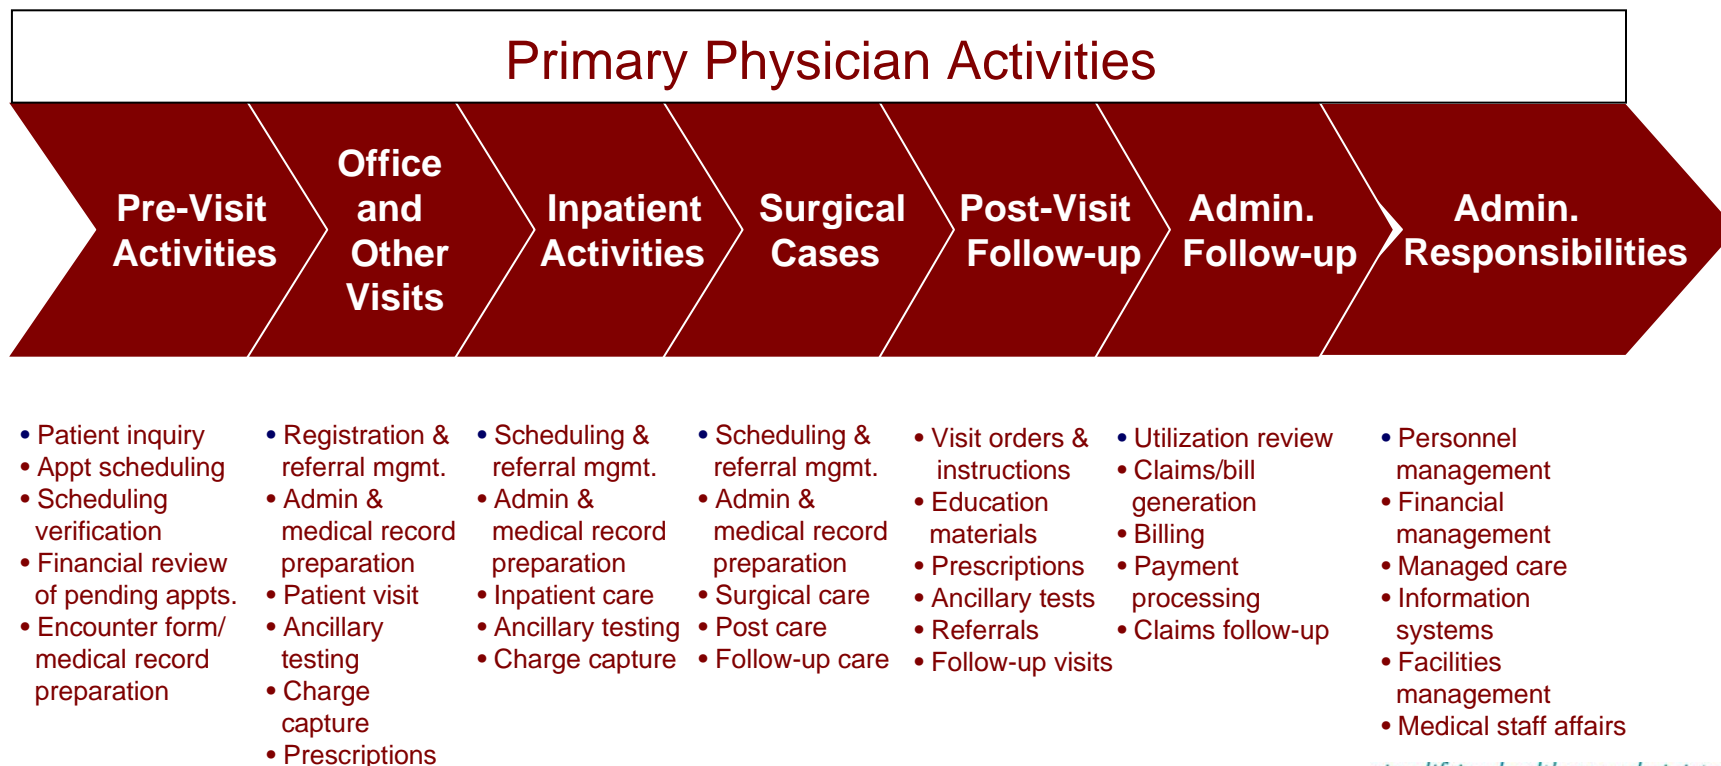 Primary Physician Activities
Pre-Visit
Activities
Office
and
Other
Visits
Inpatient
Activities
Surgical
Cases
Post-Visit
Follow-up
Admin.
Follow-up
Admin.
Responsibilities
• Patient inquiry
• Appt scheduling
• Scheduling
verification
• Financial review
of pending appts.
• Encounter form/
medical record
preparation
• Registration &
referral mgmt.
• Admin &
medical record
preparation
• Patient visit
• Ancillary
testing
• Charge
capture
• Prescriptions
• Scheduling &
referral mgmt.
• Admin &
medical record
preparation
• Inpatient care
• Ancillary testing
• Charge capture
• Scheduling &
referral mgmt.
• Admin &
medical record
preparation
• Surgical care
• Post care
• Follow-up care
• Visit orders &
instructions
• Education
materials
• Prescriptions
• Ancillary tests
• Referrals
• Follow-up visits
• Utilization review
• Claims/bill
generation
• Billing
• Payment
processing
• Claims follow-up
• Personnel
management
• Financial
management
• Managed care
• Information
systems
• Facilities
management
• Medical staff affairs